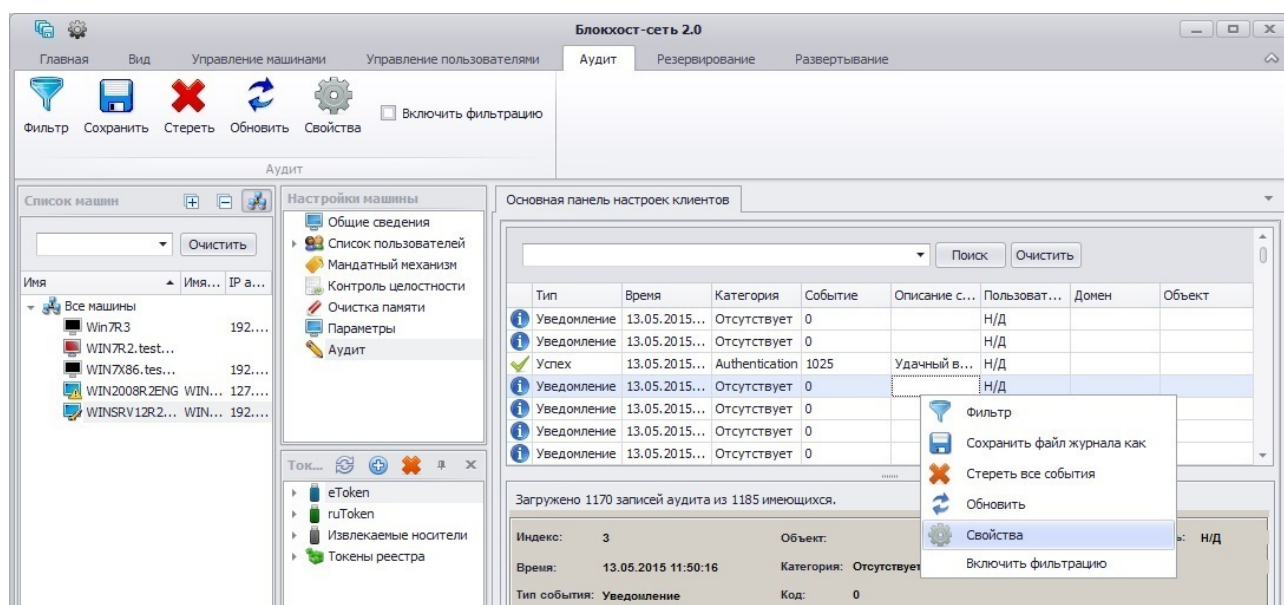 Блокхост-сеть 2.0
Главная Вид Управление машинами Управление пользователями Аудит Резервирование Развертывание
Фильтр Сохранить Стереть Обновить Свойства Включить фильтрацию
Аудит
Список машин
Очистить
Имя Имя... IP а...
Все машины
Win7R3 192....
WIN7R2.test...
WIN7X86.tes... 192....
WIN2008R2ENG WIN... 127....
WINSRV12R2... WIN... 192....
Настройки машины
Общие сведения
Список пользователей
Мандатный механизм
Контроль целостности
Очистка памяти
Параметры
Аудит
Ток...
eToken
ruToken
Извлекаемые носители
Токены реестра
Основная панель настроек клиентов
Поиск Очистить
Тип Время Категория Событие Описание с... Пользоват... Домен Объект
Уведомление 13.05.2015... Отсутствует 0 Н/Д
Уведомление 13.05.2015... Отсутствует 0 Н/Д
Успех 13.05.2015... Authentication 1025 Удачный в... Н/Д
Уведомление 13.05.2015... Отсутствует 0 Н/Д
Уведомление 13.05.2015... Отсутствует 0
Уведомление 13.05.2015... Отсутствует 0
Уведомление 13.05.2015... Отсутствует 0
Фильтр
Сохранить файл журнала как
Стереть все события
Обновить
Свойства
Включить фильтрацию
Загружено 1170 записей аудита из 1185 имеющихся.
Индекс: 3 Объект: ь: Н/Д
Время: 13.05.2015 11:50:16 Категория: Отсутствует
Тип события: Уведомление Код: 0